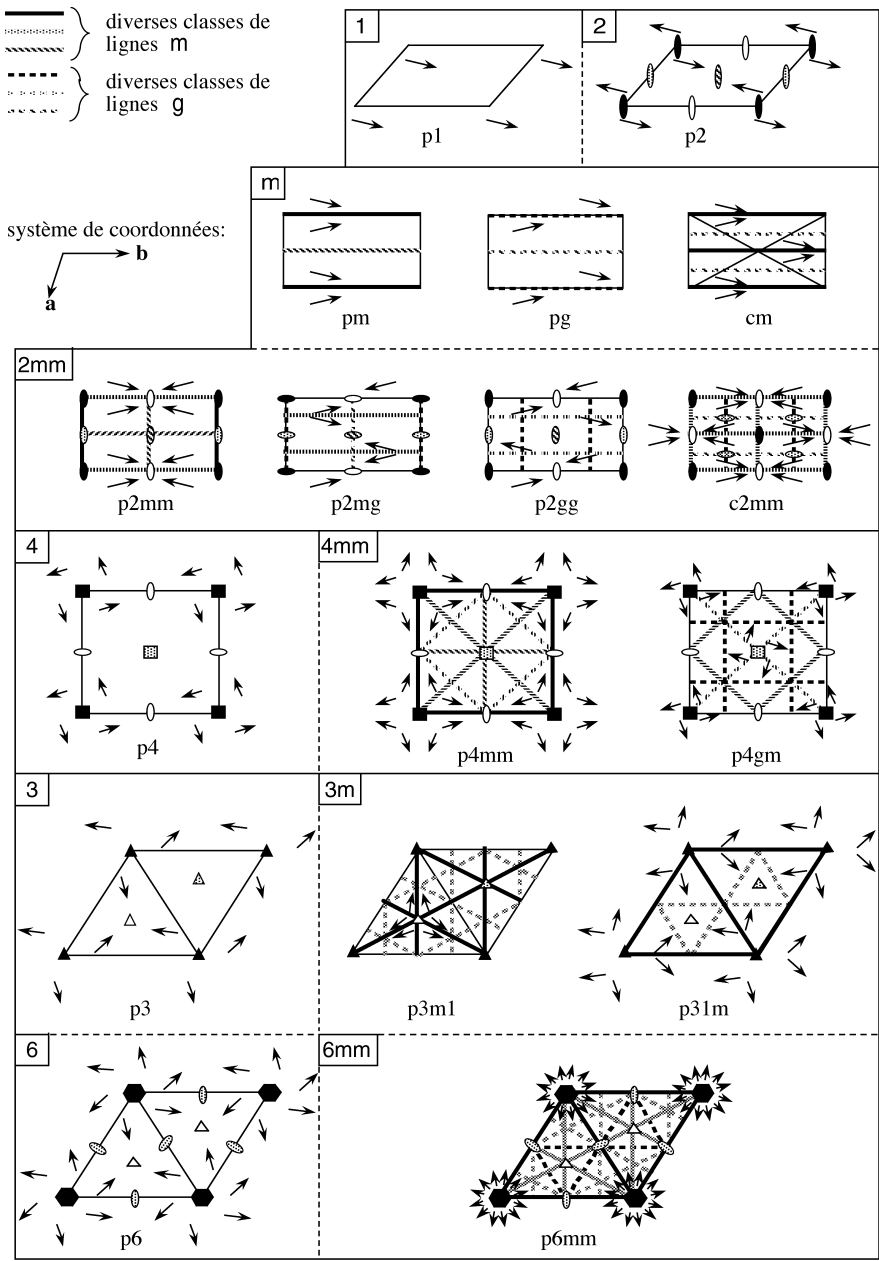 diverses classes de
lignes m
diverses classes de
lignes g
1
p1
2
p2
système de coordonnées:
b
a
m
pm
pg
cm
2mm
p2mm
p2mg
p2gg
c2mm
4
p4
4mm
p4mm
p4gm
3
p3
3m
p3m1
p31m
6
p6
6mm
p6mm